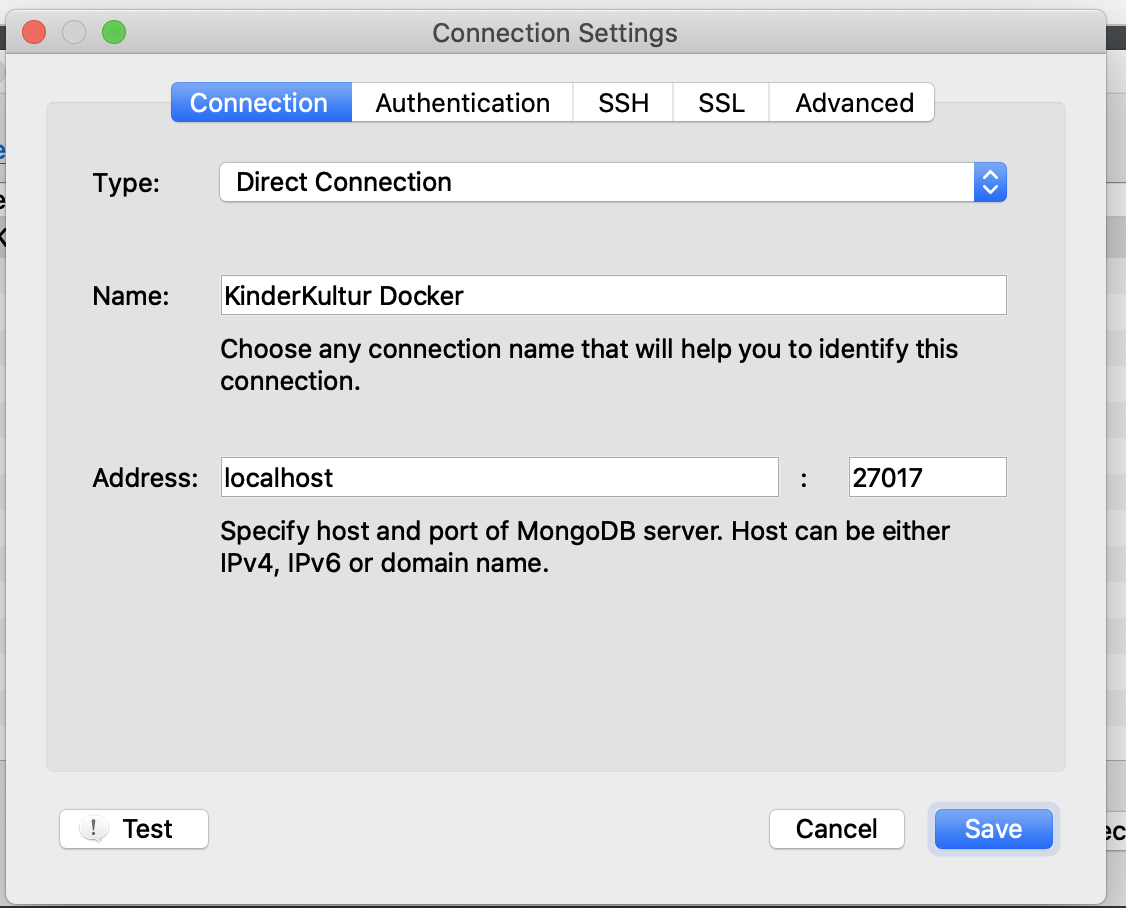 Connection Settings
Connection Authentication SSH SSL Advanced
Type: Direct Connection
Name: KinderKultur Docker
Choose any connection name that will help you to identify this
connection.
Address: localhost : 27017
Specify host and port of MongoDB server. Host can be either
IPv4, IPv6 or domain name.
! Test Cancel Save